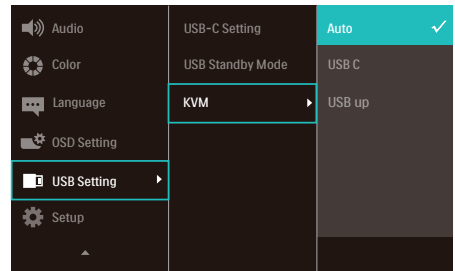 Audio
Color
Language
OSD Setting
USB Setting
Setup
USB-C Setting
USB Standby Mode
KVM
Auto
USB C
USB up